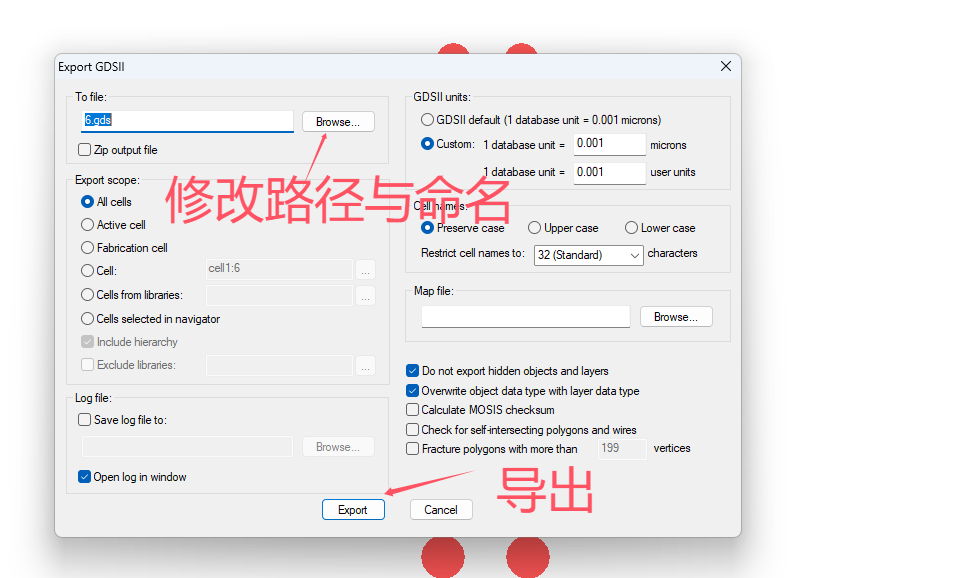 Export GDSII
To file:
6.gds
Browse...
Zip output file
修改路径与命名
Export scope:
All cells
Active cell
Fabrication cell
Cell:
cell1:6
...
Cells from libraries:
...
Cells selected in navigator
Include hierarchy
Exclude libraries:
...
Log file:
Save log file to:
Browse...
Open log in window
GDSII units:
GDSII default (1 database unit = 0.001 microns)
Custom: 1 database unit = 0.001 microns
1 database unit = 0.001 user units
Cell names:
Preserve case Upper case Lower case
Restrict cell names to: 32 (Standard) characters
Map file:
Browse...
Do not export hidden objects and layers
Overwrite object data type with layer data type
Calculate MOSIS checksum
Check for self-intersecting polygons and wires
Fracture polygons with more than 199 vertices
导出
Export Cancel